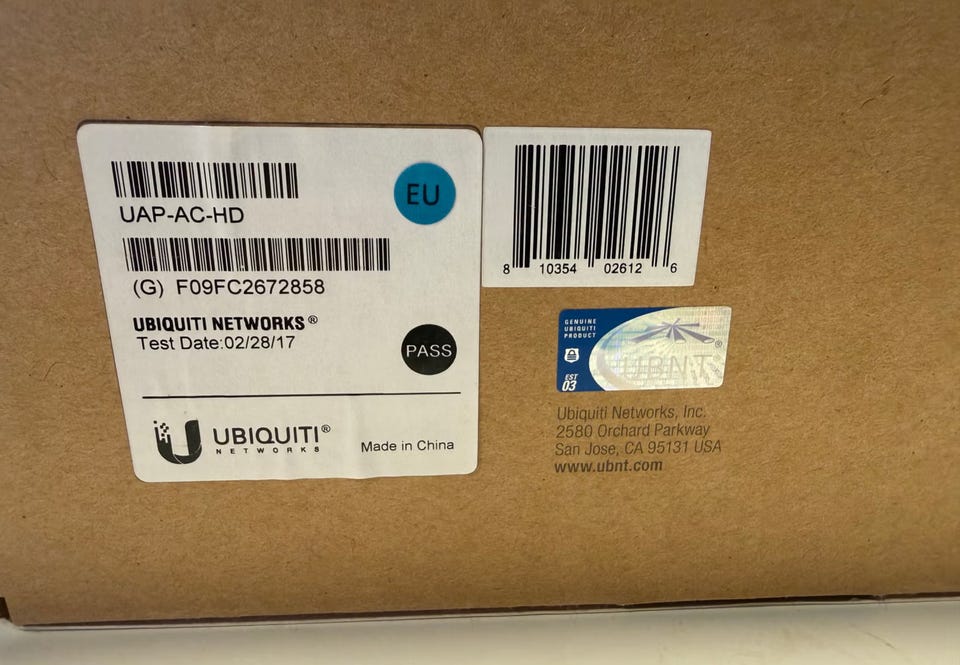 UAP-AC-HD
EU
(G) F09FC2672858
UBIQUITI NETWORKS®
Test Date:02/28/17
PASS
UBIQUITI®
NETWORKS
Made in China
8 10354 02612 6
GENUINE
UBIQUITI
PRODUCT
EST
03
UBNT®
Ubiquiti Networks, Inc.
2580 Orchard Parkway
San Jose, CA 95131 USA
www.ubnt.com